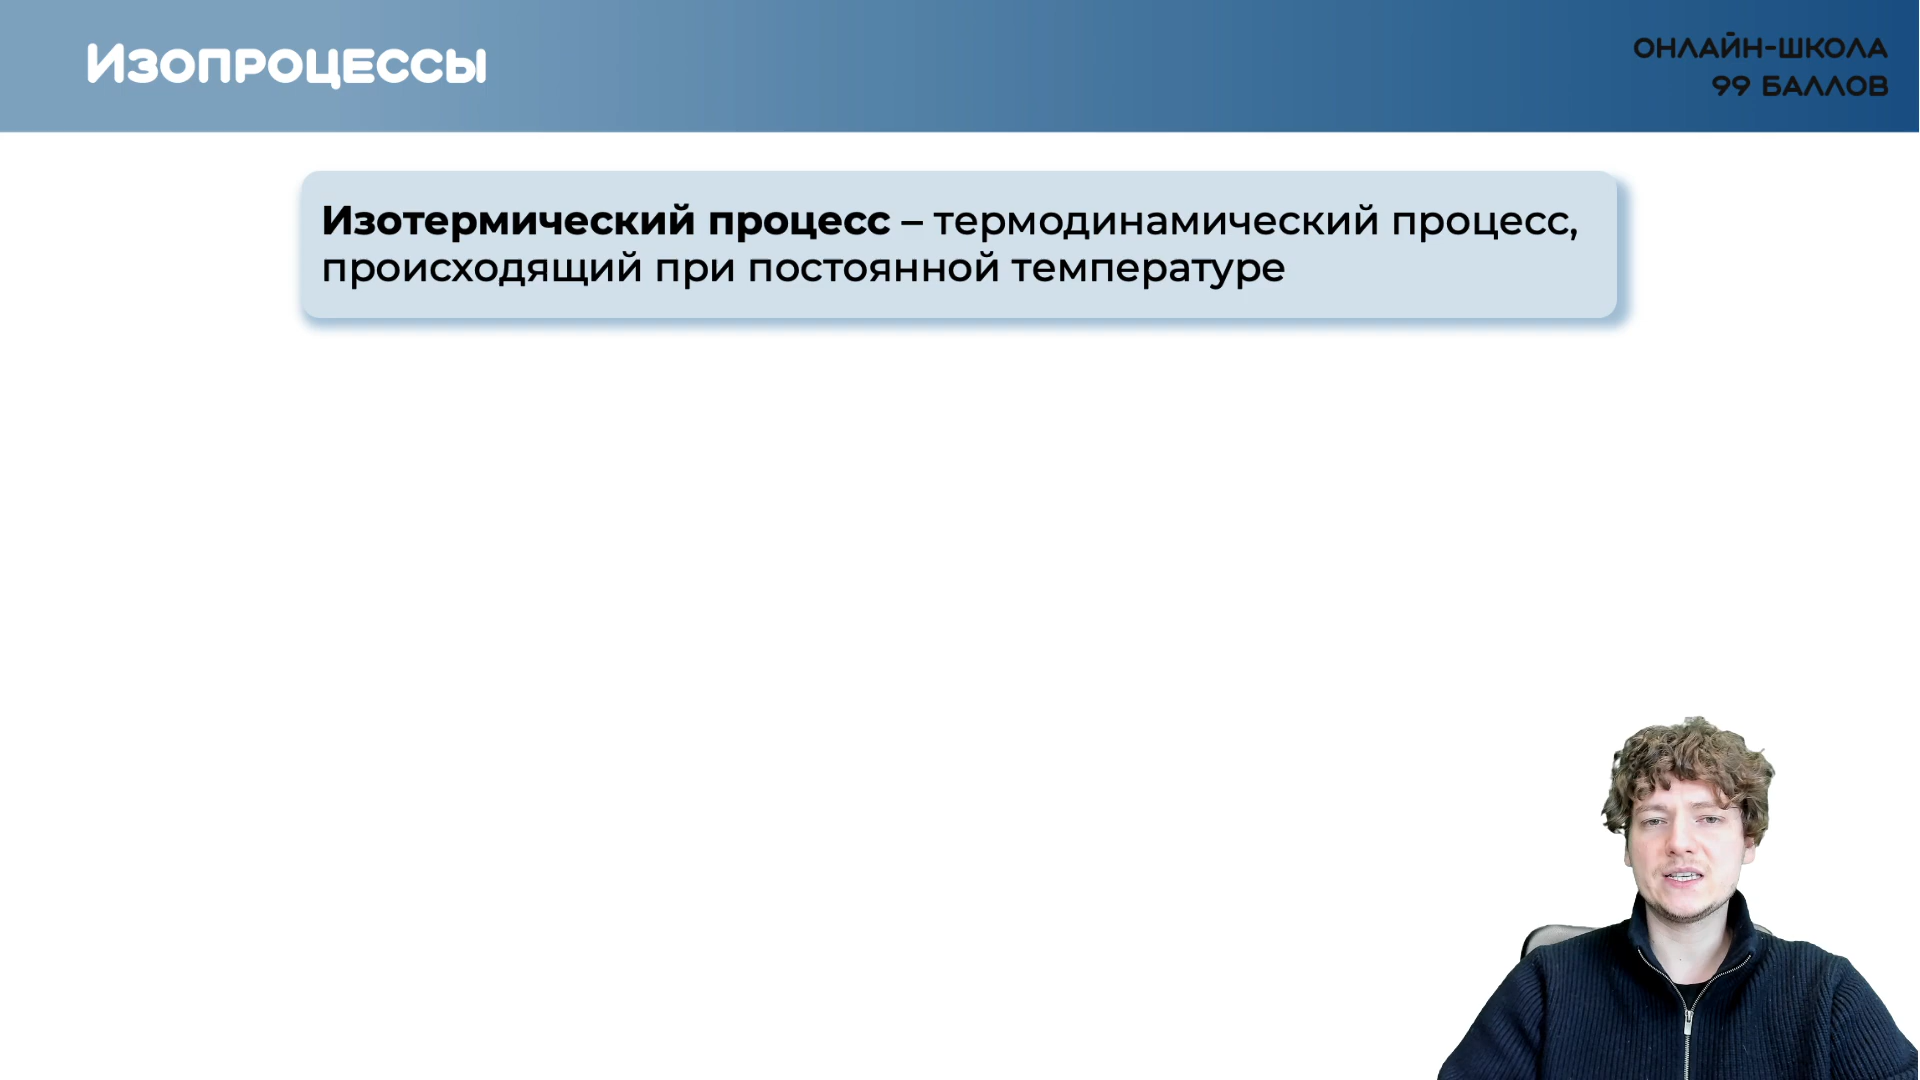 Изопроцессы
ОНЛАЙН-ШКОЛА
99 БАЛЛОВ
Изотермический процесс – термодинамический процесс,
происходящий при постоянной температуре